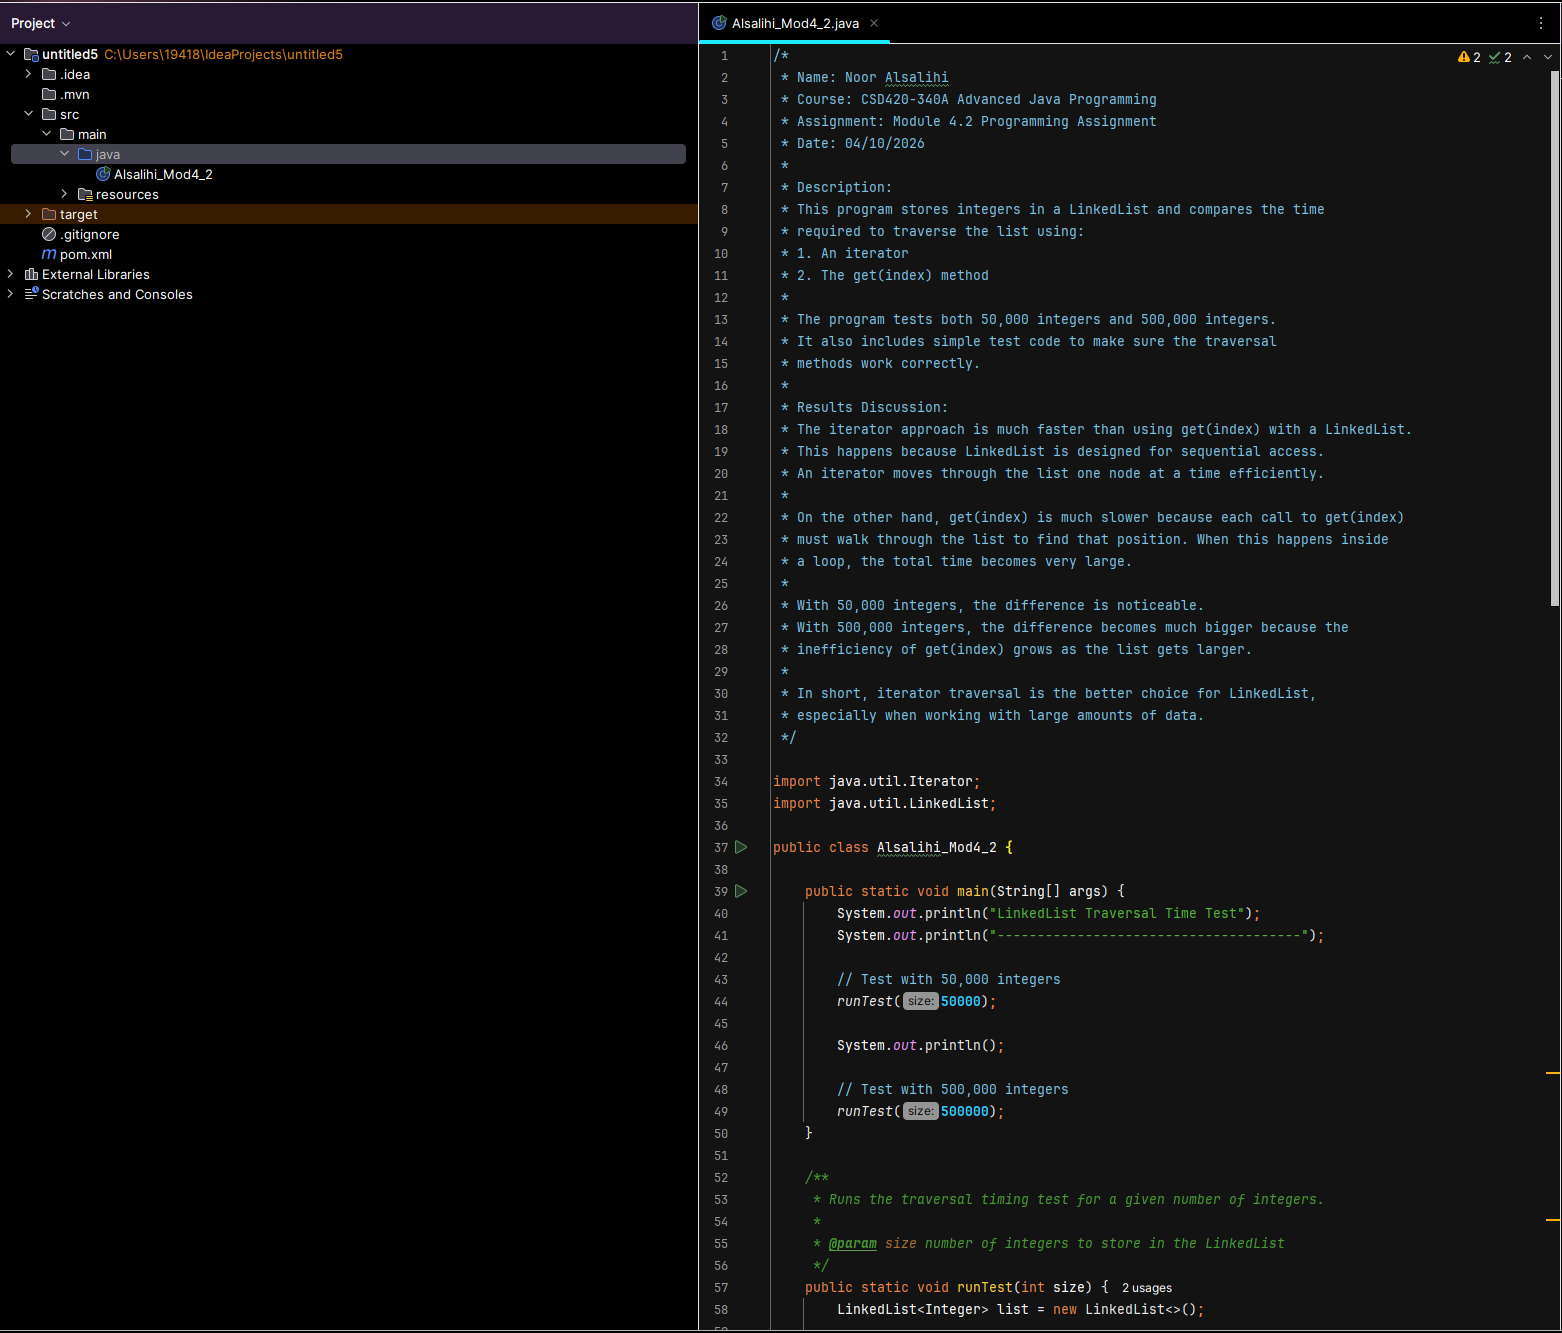 Project
untitled5 C:\Users\19418\IdeaProjects\untitled5
.idea
.mvn
src
main
java
Alsalihi_Mod4_2
resources
target
.gitignore
m pom.xml
External Libraries
Scratches and Consoles
Alsalihi_Mod4_2.java
2 2
1 /*
2 * Name: Noor Alsalihi
3 * Course: CSD420-340A Advanced Java Programming
4 * Assignment: Module 4.2 Programming Assignment
5 * Date: 04/10/2026
6 *
7 * Description:
8 * This program stores integers in a LinkedList and compares the time
9 * required to traverse the list using:
10 * 1. An iterator
11 * 2. The get(index) method
12 *
13 * The program tests both 50,000 integers and 500,000 integers.
14 * It also includes simple test code to make sure the traversal
15 * methods work correctly.
16 *
17 * Results Discussion:
18 * The iterator approach is much faster than using get(index) with a LinkedList.
19 * This happens because LinkedList is designed for sequential access.
20 * An iterator moves through the list one node at a time efficiently.
21 *
22 * On the other hand, get(index) is much slower because each call to get(index)
23 * must walk through the list to find that position. When this happens inside
24 * a loop, the total time becomes very large.
25 *
26 * With 50,000 integers, the difference is noticeable.
27 * With 500,000 integers, the difference becomes much bigger because the
28 * inefficiency of get(index) grows as the list gets larger.
29 *
30 * In short, iterator traversal is the better choice for LinkedList,
31 * especially when working with large amounts of data.
32 */
33
34 import java.util.Iterator;
35 import java.util.LinkedList;
36
37 public class Alsalihi_Mod4_2 {
38
39 public static void main(String[] args) {
40 System.out.println("LinkedList Traversal Time Test");
41 System.out.println("--------------------------------------");
42
43 // Test with 50,000 integers
44 runTest( size: 50000);
45
46 System.out.println();
47
48 // Test with 500,000 integers
49 runTest( size: 500000);
50 }
51
52 /**
53 * Runs the traversal timing test for a given number of integers.
54 *
55 * @param size number of integers to store in the LinkedList
56 */
57 public static void runTest(int size) { 2 usages
58 LinkedList<Integer> list = new LinkedList<>();